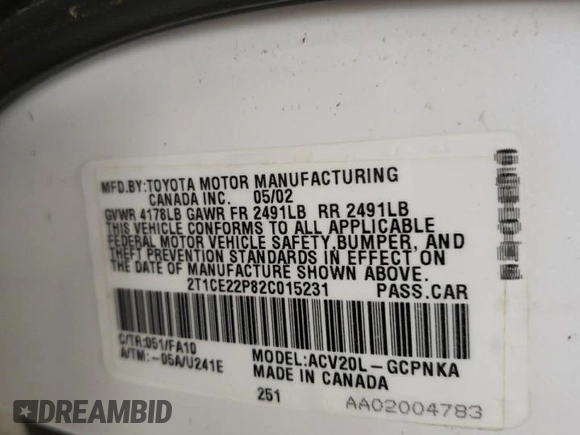 MFD.BY:TOYOTA MOTOR MANUFACTURING
CANADA INC. 05/02
GVWR 4178LB GAWR FR 2491LB RR 2491LB
THIS VEHICLE CONFORMS TO ALL APPLICABLE
FEDERAL MOTOR VEHICLE SAFETY,BUMPER, AND
THEFT PREVENTION STANDARDS IN EFFECT ON
THE DATE OF MANUFACTURE SHOWN ABOVE.
2T1CE22P82C015231 PASS.CAR
C/TR:051/FA10 MODEL:ACV20L-GCPNKA
A/TM:-05A/U241E MADE IN CANADA
251 AA02004783
DREAMBID